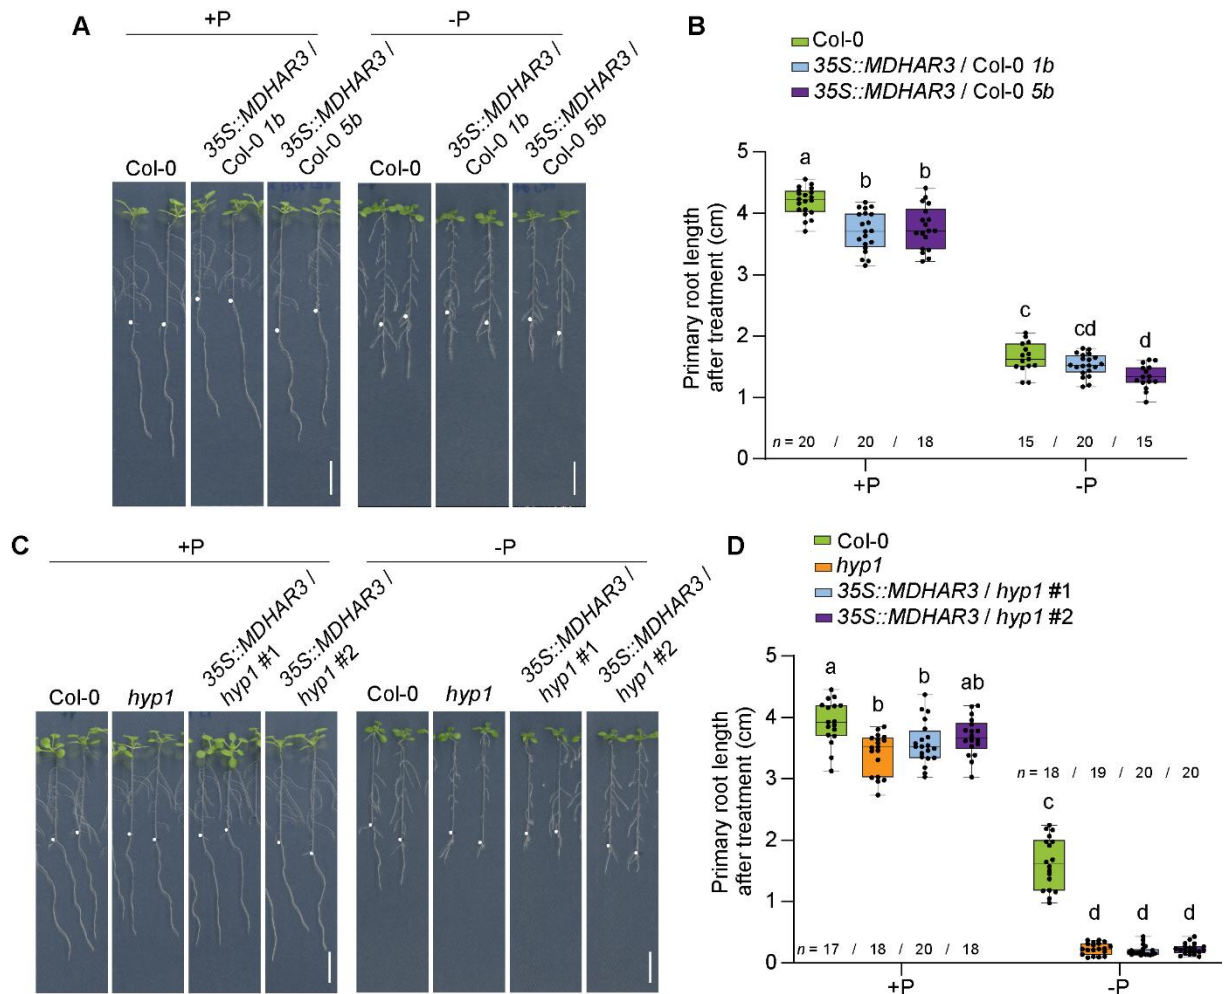 A
+P
-P
Col-0
35S::MDHAR3 /
Col-0 1b
35S::MDHAR3 /
Col-0 5b
Col-0
35S::MDHAR3 /
Col-0 1b
35S::MDHAR3 /
Col-0 5b
B
Col-0
35S::MDHAR3 / Col-0 1b
35S::MDHAR3 / Col-0 5b
Primary root length
after treatment (cm)
5
4
3
2
1
0
a
b
b
c
cd
d
n = 20 / 20 / 18
15 / 20 / 15
+P
-P
C
+P
-P
Col-0
hyp1
35S::MDHAR3 /
hyp1 #1
35S::MDHAR3 /
hyp1 #2
Col-0
hyp1
35S::MDHAR3 /
hyp1 #1
35S::MDHAR3 /
hyp1 #2
D
Col-0
hyp1
35S::MDHAR3 / hyp1 #1
35S::MDHAR3 / hyp1 #2
Primary root length
after treatment (cm)
5
4
3
2
1
0
a
b
b
ab
n = 18 / 19 / 20 / 20
c
d
d
d
n = 17 / 18 / 20 / 18
+P
-P